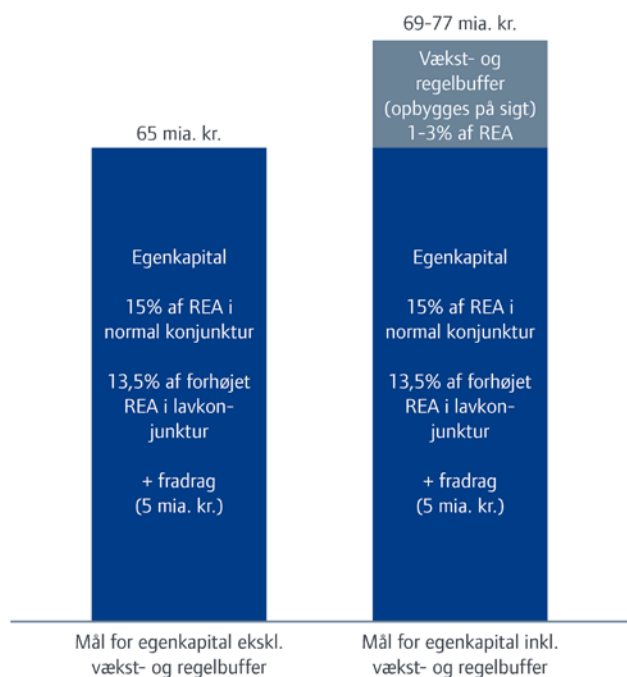 69-77 mia. kr.
Vækst- og
regelbuffer
(opbygges på sigt)
1-3% af REA
65 mia. kr.
Egenkapital
15% af REA i
normal konjunktur
13,5% af forhøjet
REA i lavkon-
junktur
+ fradrag
(5 mia. kr.)
Egenkapital
15% af REA i
normal konjunktur
13,5% af forhøjet
REA i lavkon-
junktur
+ fradrag
(5 mia. kr.)
Mål for egenkapital ekskl.
vækst- og regelbuffer
Mål for egenkapital inkl.
vækst- og regelbuffer